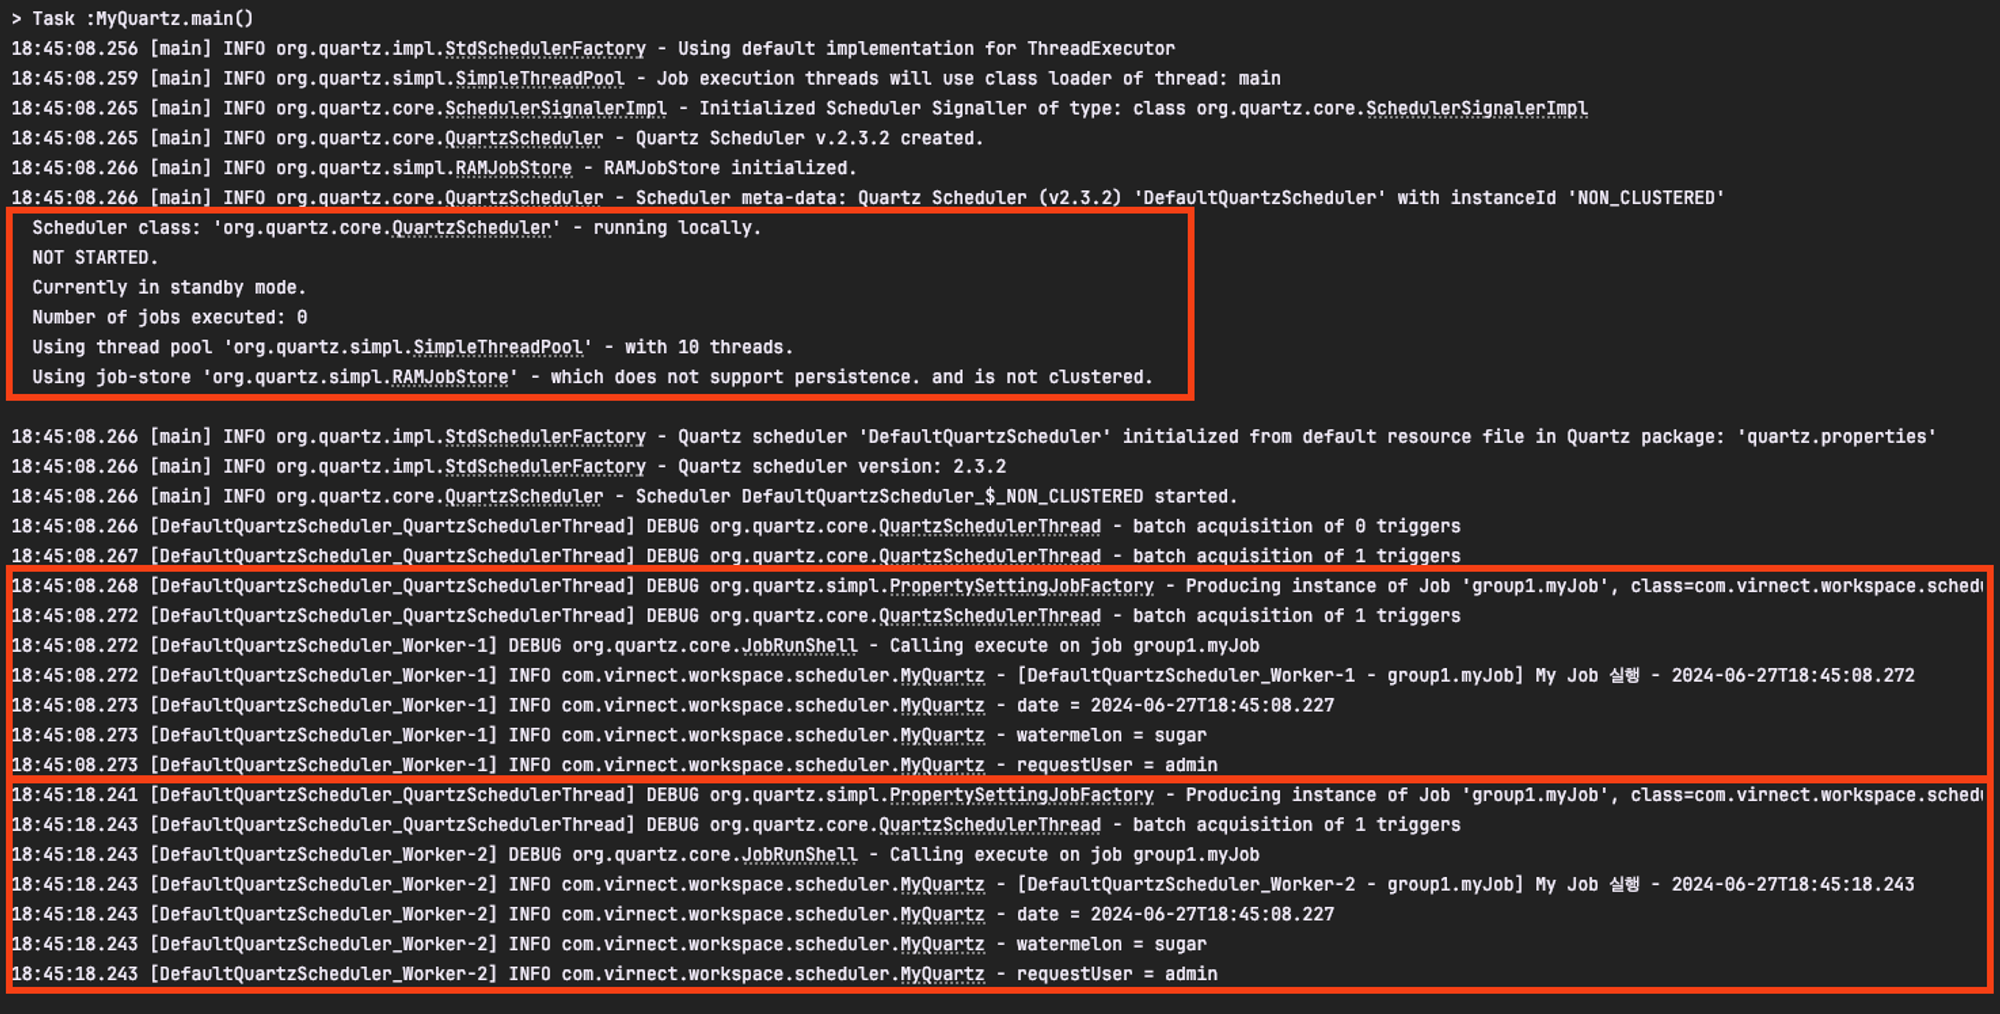 > Task :MyQuartz.main()
18:45:08.256 [main] INFO org.quartz.impl.StdSchedulerFactory - Using default implementation for ThreadExecutor
18:45:08.259 [main] INFO org.quartz.simpl.SimpleThreadPool - Job execution threads will use class loader of thread: main
18:45:08.265 [main] INFO org.quartz.core.SchedulerSignalerImpl - Initialized Scheduler Signaller of type: class org.quartz.core.SchedulerSignalerImpl
18:45:08.265 [main] INFO org.quartz.core.QuartzScheduler - Quartz Scheduler v.2.3.2 created.
18:45:08.266 [main] INFO org.quartz.simpl.RAMJobStore - RAMJobStore initialized.
18:45:08.266 [main] INFO org.quartz.core.QuartzScheduler - Scheduler meta-data: Quartz Scheduler (v2.3.2) 'DefaultQuartzScheduler' with instanceId 'NON_CLUSTERED'
Scheduler class: 'org.quartz.core.QuartzScheduler' - running locally.
NOT STARTED.
Currently in standby mode.
Number of jobs executed: 0
Using thread pool 'org.quartz.simpl.SimpleThreadPool' - with 10 threads.
Using job-store 'org.quartz.simpl.RAMJobStore' - which does not support persistence. and is not clustered.
18:45:08.266 [main] INFO org.quartz.impl.StdSchedulerFactory - Quartz scheduler 'DefaultQuartzScheduler' initialized from default resource file in Quartz package: 'quartz.properties'
18:45:08.266 [main] INFO org.quartz.impl.StdSchedulerFactory - Quartz scheduler version: 2.3.2
18:45:08.266 [main] INFO org.quartz.core.QuartzScheduler - Scheduler DefaultQuartzScheduler_$_NON_CLUSTERED started.
18:45:08.266 [DefaultQuartzScheduler_QuartzSchedulerThread] DEBUG org.quartz.core.QuartzSchedulerThread - batch acquisition of 0 triggers
18:45:08.267 [DefaultQuartzScheduler_QuartzSchedulerThread] DEBUG org.quartz.core.QuartzSchedulerThread - batch acquisition of 1 triggers
18:45:08.268 [DefaultQuartzScheduler_QuartzSchedulerThread] DEBUG org.quartz.simpl.PropertySettingJobFactory - Producing instance of Job 'group1.myJob', class=com.virnect.workspace.schedu
18:45:08.272 [DefaultQuartzScheduler_QuartzSchedulerThread] DEBUG org.quartz.core.QuartzSchedulerThread - batch acquisition of 1 triggers
18:45:08.272 [DefaultQuartzScheduler_Worker-1] DEBUG org.quartz.core.JobRunShell - Calling execute on job group1.myJob
18:45:08.272 [DefaultQuartzScheduler_Worker-1] INFO com.virnect.workspace.scheduler.MyQuartz - [DefaultQuartzScheduler_Worker-1 - group1.myJob] My Job 실행 - 2024-06-27T18:45:08.272
18:45:08.273 [DefaultQuartzScheduler_Worker-1] INFO com.virnect.workspace.scheduler.MyQuartz - date = 2024-06-27T18:45:08.227
18:45:08.273 [DefaultQuartzScheduler_Worker-1] INFO com.virnect.workspace.scheduler.MyQuartz - watermelon = sugar
18:45:08.273 [DefaultQuartzScheduler_Worker-1] INFO com.virnect.workspace.scheduler.MyQuartz - requestUser = admin
18:45:18.241 [DefaultQuartzScheduler_QuartzSchedulerThread] DEBUG org.quartz.simpl.PropertySettingJobFactory - Producing instance of Job 'group1.myJob', class=com.virnect.workspace.schedu
18:45:18.243 [DefaultQuartzScheduler_QuartzSchedulerThread] DEBUG org.quartz.core.QuartzSchedulerThread - batch acquisition of 1 triggers
18:45:18.243 [DefaultQuartzScheduler_Worker-2] DEBUG org.quartz.core.JobRunShell - Calling execute on job group1.myJob
18:45:18.243 [DefaultQuartzScheduler_Worker-2] INFO com.virnect.workspace.scheduler.MyQuartz - [DefaultQuartzScheduler_Worker-2 - group1.myJob] My Job 실행 - 2024-06-27T18:45:18.243
18:45:18.243 [DefaultQuartzScheduler_Worker-2] INFO com.virnect.workspace.scheduler.MyQuartz - date = 2024-06-27T18:45:08.227
18:45:18.243 [DefaultQuartzScheduler_Worker-2] INFO com.virnect.workspace.scheduler.MyQuartz - watermelon = sugar
18:45:18.243 [DefaultQuartzScheduler_Worker-2] INFO com.virnect.workspace.scheduler.MyQuartz - requestUser = admin